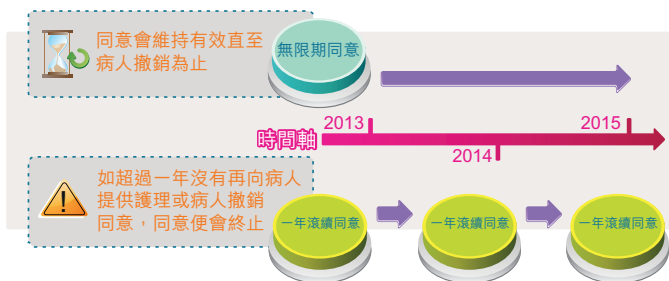 同意會維持有效直至
病人撤銷為止
無限期同意
2013
2015
時間軸
2014
如超過一年沒有再向病人
提供護理或病人撤銷
同意，同意便會終止
一年滾續同意
一年滾續同意
一年滾續同意